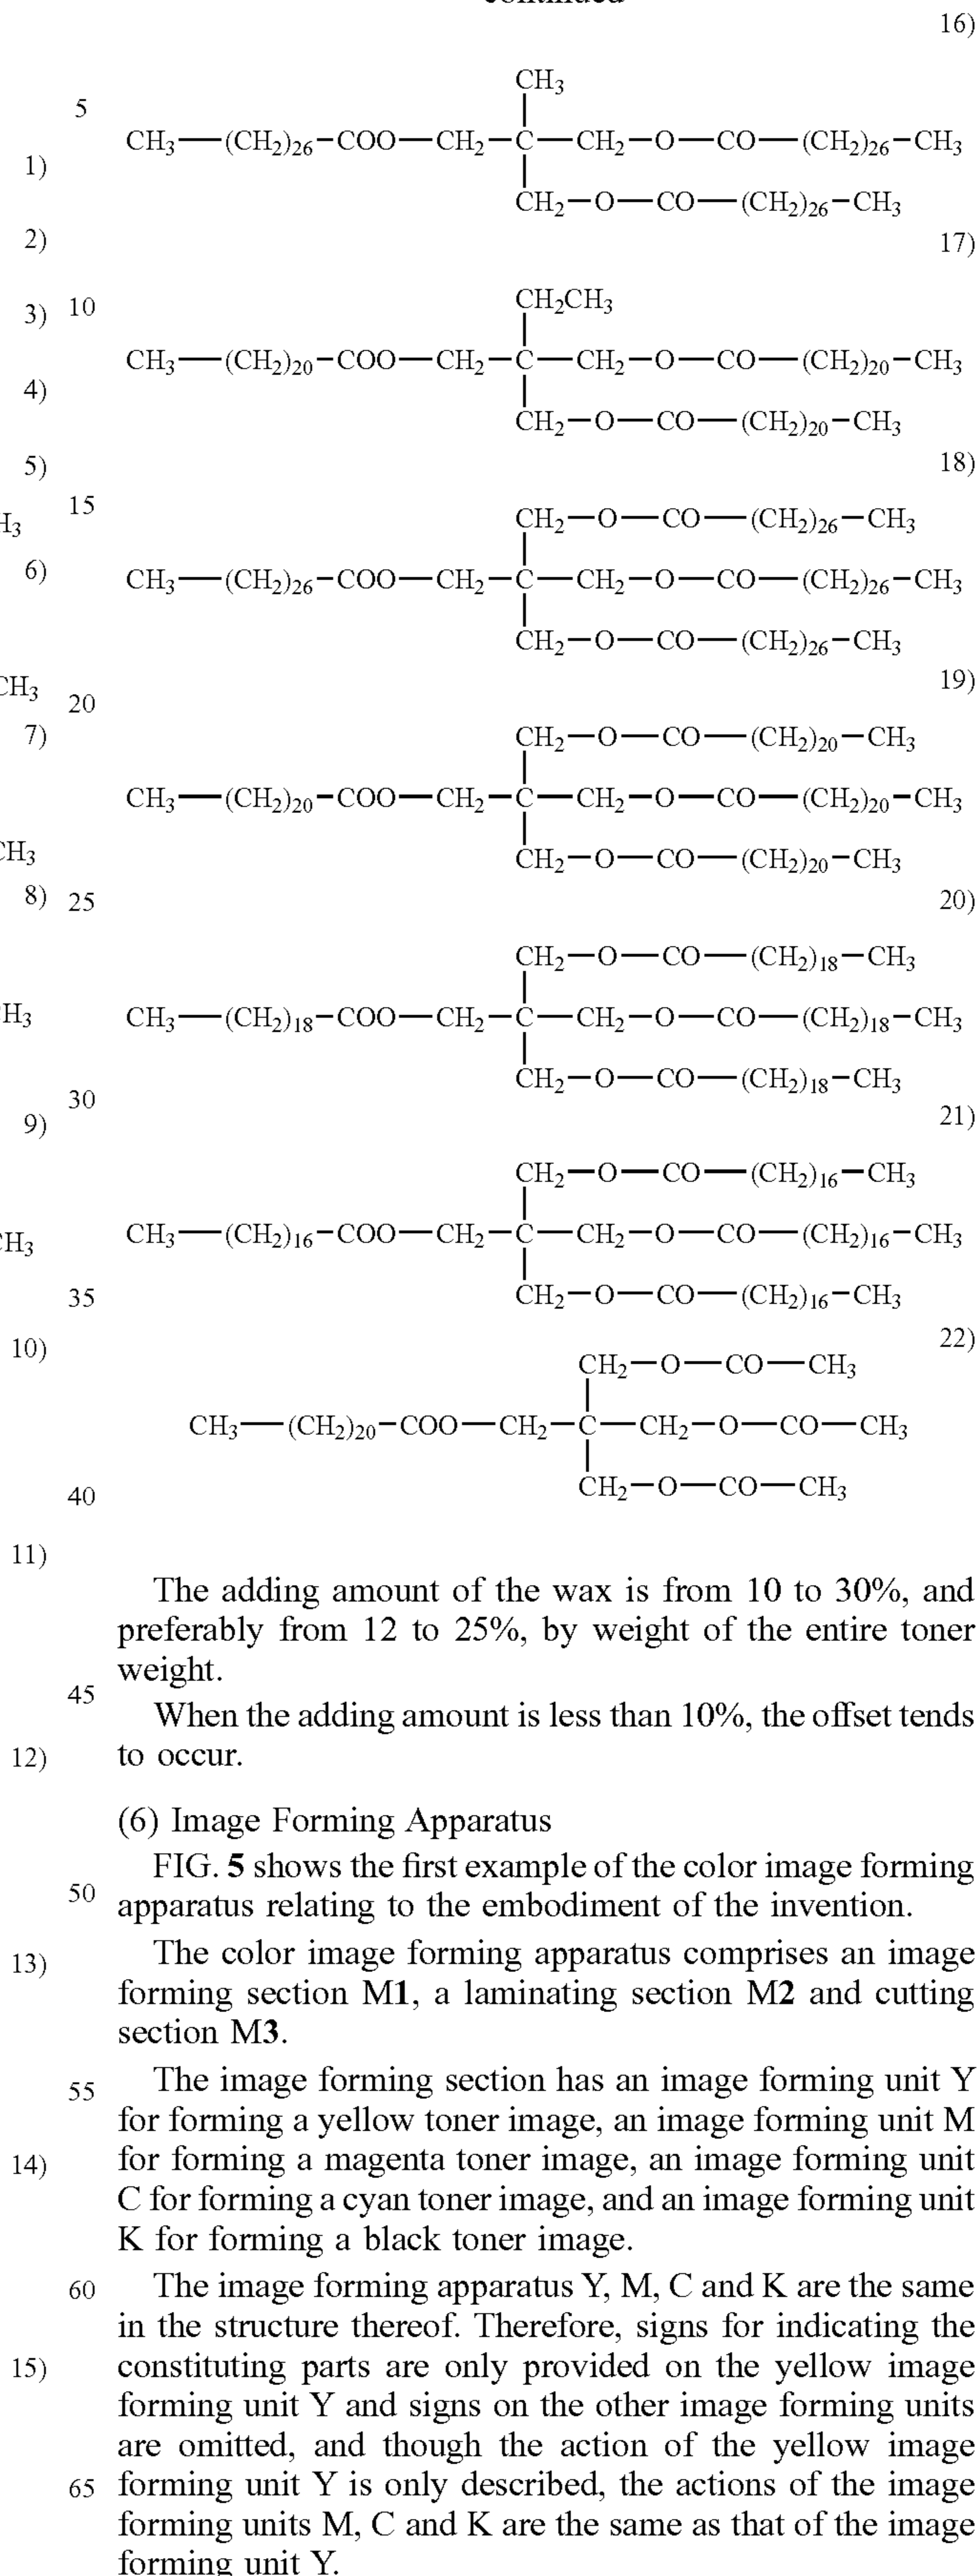 16)
CH3
5
CH3—(CH2)26—COO—CH2—C—CH2—O—CO—(CH2)26—CH3
1)
CH2—O—CO—(CH2)26—CH3
2)
17)
CH2CH3
3) 10
CH3—(CH2)20—COO—CH2—C—CH2—O—CO—(CH2)20—CH3
4)
CH2—O—CO—(CH2)20—CH3
5)
18)
15
CH2—O—CO—(CH2)26—CH3
H3
6) CH3—(CH2)26—COO—CH2—C—CH2—O—CO—(CH2)26—CH3
CH2—O—CO—(CH2)26—CH3
19)
CH3
20
7) CH2—O—CO—(CH2)20—CH3
CH3—(CH2)20—COO—CH2—C—CH2—O—CO—(CH2)20—CH3
CH3
CH2—O—CO—(CH2)20—CH3
8) 25
20)
CH2—O—CO—(CH2)18—CH3
H3 CH3—(CH2)18—COO—CH2—C—CH2—O—CO—(CH2)18—CH3
CH2—O—CO—(CH2)18—CH3
30
21)
9)
CH2—O—CO—(CH2)16—CH3
CH3—(CH2)16—COO—CH2—C—CH2—O—CO—(CH2)16—CH3
CH3
35 CH2—O—CO—(CH2)16—CH3
22)
10)
CH2—O—CO—CH3
CH3—(CH2)20—COO—CH2—C—CH2—O—CO—CH3
CH2—O—CO—CH3
40
11)
The adding amount of the wax is from 10 to 30%, and
preferably from 12 to 25%, by weight of the entire toner
weight.
45
When the adding amount is less than 10%, the offset tends
12) to occur.
(6) Image Forming Apparatus
FIG. 5 shows the first example of the color image forming
50 apparatus relating to the embodiment of the invention.
13) The color image forming apparatus comprises an image
forming section M1, a laminating section M2 and cutting
section M3.
55 The image forming section has an image forming unit Y
for forming a yellow toner image, an image forming unit M
14) for forming a magenta toner image, an image forming unit
C for forming a cyan toner image, and an image forming unit
K for forming a black toner image.
60 The image forming apparatus Y, M, C and K are the same
in the structure thereof. Therefore, signs for indicating the
15) constituting parts are only provided on the yellow image
forming unit Y and signs on the other image forming units
are omitted, and though the action of the yellow image
65 forming unit Y is only described, the actions of the image
forming units M, C and K are the same as that of the image
forming unit Y.